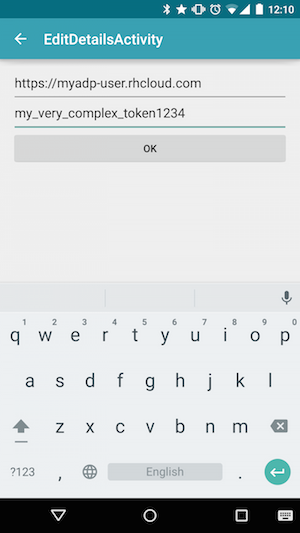 12:10
EditDetailsActivity
https://myadp-user.rhcloud.com
my_very_complex_token1234
OK
1 2 3 4 5 6 7 8 9 0
q w e r t y u i o p
a s d f g h j k l
z x c v b n m
?123 , English .